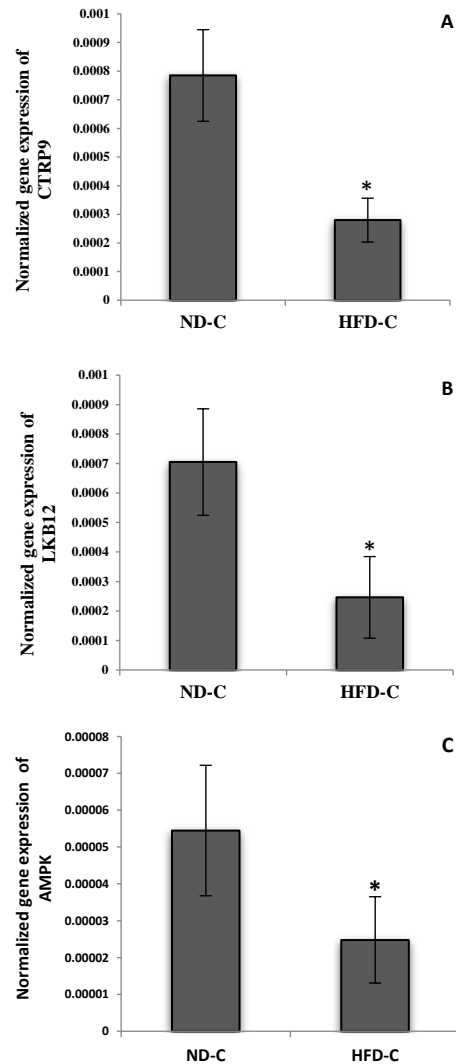 A
Normalized gene expression of
CTRP9
0.001
0.0009
0.0008
0.0007
0.0006
0.0005
0.0004
0.0003
0.0002
0.0001
0
*
ND-C HFD-C
B
Normalized gene expression of
LKB12
0.001
0.0009
0.0008
0.0007
0.0006
0.0005
0.0004
0.0003
0.0002
0.0001
0
*
ND-C HFD-C
C
Normalized gene expression of
AMPK
0.00008
0.00007
0.00006
0.00005
0.00004
0.00003
0.00002
0.00001
0
*
ND-C HFD-C